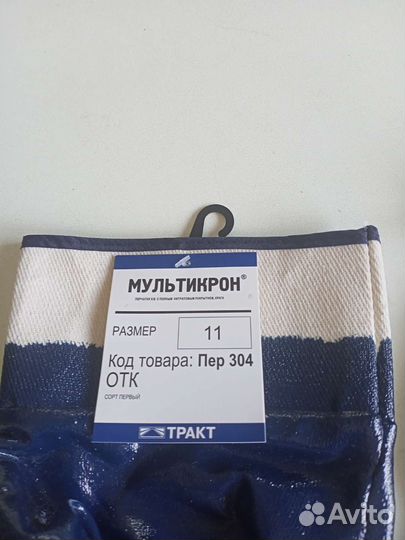 МУЛЬТИКРОН®
ПЕРЧАТКИ Х/Б С ПОЛНЫМ НИТРИЛОВЫМ ПОКРЫТИЕМ, КРАГА
РАЗМЕР 11
Код товара: Пер 304
ОТК
СОРТ ПЕРВЫЙ
ТРАКТ
Avito